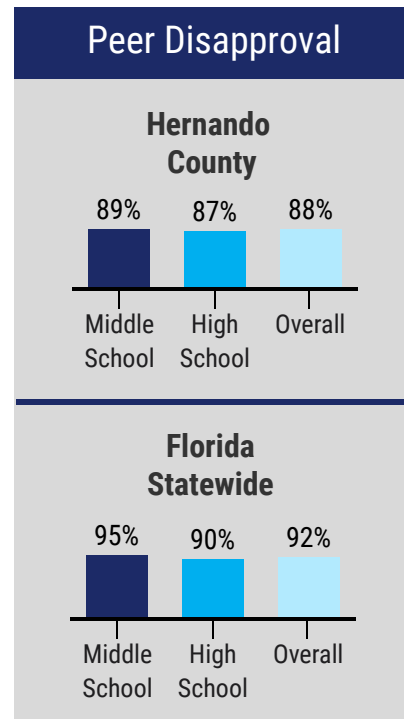 Peer Disapproval
Hernando
County
89% 87% 88%
Middle High Overall
School School
Florida
Statewide
95% 90% 92%
Middle High Overall
School School